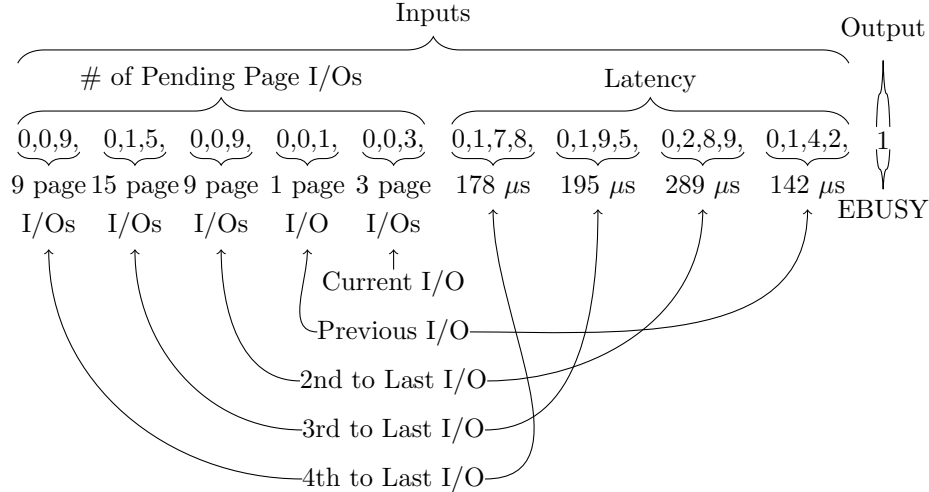 Inputs
Output
# of Pending Page I/Os
Latency
0,0,9, 0,1,5, 0,0,9, 0,0,1, 0,0,3, 0,1,7,8, 0,1,9,5, 0,2,8,9, 0,1,4,2, 1
9 page 15 page 9 page 1 page 3 page 178 μs 195 μs 289 μs 142 μs
I/Os I/Os I/Os I/O I/Os EBUSY
Current I/O
Previous I/O
2nd to Last I/O
3rd to Last I/O
4th to Last I/O